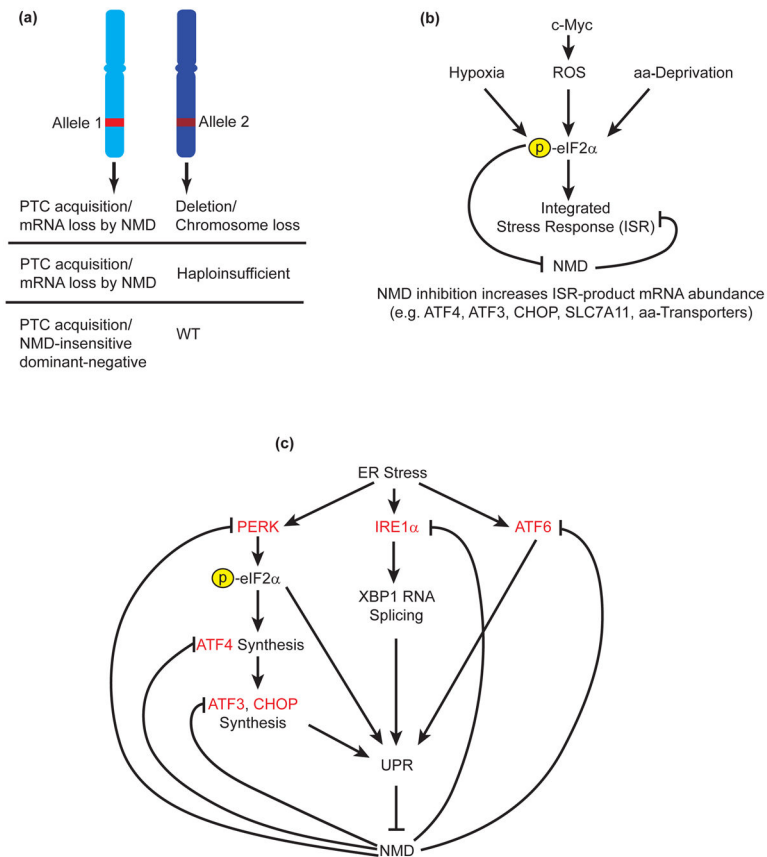 (a)
Allele 1
Allele 2
PTC acquisition/
mRNA loss by NMD
Deletion/
Chromosome loss
PTC acquisition/
mRNA loss by NMD
Haploinsufficient
PTC acquisition/
NMD-insensitive
dominant-negative
WT
(b)
c-Myc
Hypoxia
ROS
aa-Deprivation
p -eIF2α
Integrated
Stress Response (ISR)
NMD
NMD inhibition increases ISR-product mRNA abundance
(e.g. ATF4, ATF3, CHOP, SLC7A11, aa-Transporters)
(c)
ER Stress
PERK
IRE1α
ATF6
p -eIF2α
XBP1 RNA
Splicing
ATF4 Synthesis
ATF3, CHOP
Synthesis
UPR
NMD